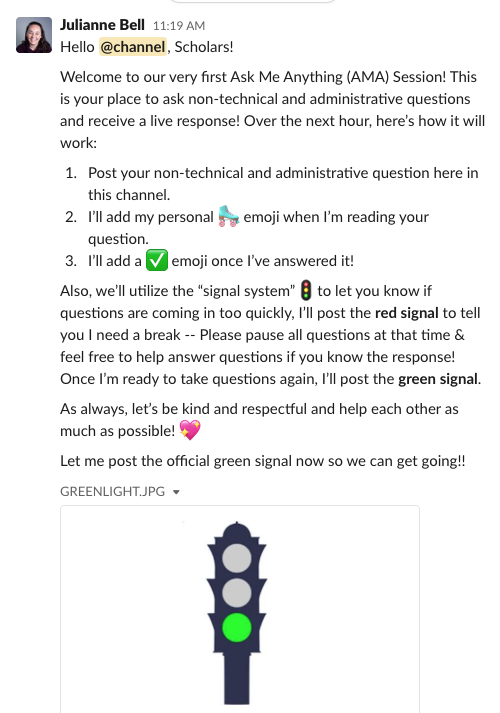 Julianne Bell 11:19 AM
Hello @channel, Scholars!
Welcome to our very first Ask Me Anything (AMA) Session! This
is your place to ask non-technical and administrative questions
and receive a live response! Over the next hour, here's how it will
work:
1. Post your non-technical and administrative question here in
this channel.
2. I'll add my personal 🛼 emoji when I'm reading your
question.
3. I'll add a ✅ emoji once I've answered it!
Also, we'll utilize the “signal system” 🚦 to let you know if
questions are coming in too quickly, I'll post the red signal to tell
you I need a break -- Please pause all questions at that time &
feel free to help answer questions if you know the response!
Once I'm ready to take questions again, I'll post the green signal.
As always, let's be kind and respectful and help each other as
much as possible! 💖
Let me post the official green signal now so we can get going!!
GREENLIGHT.JPG